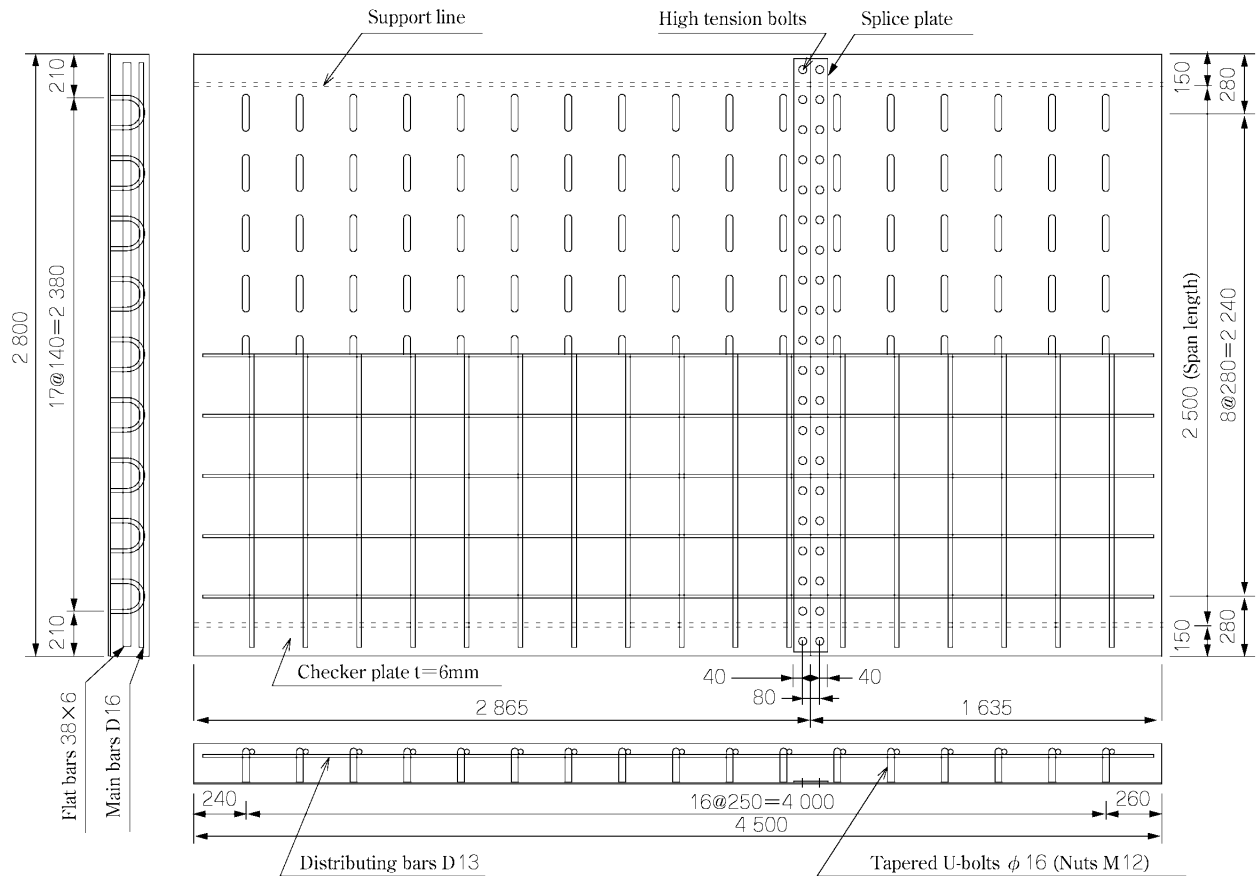 Support line
High tension bolts
Splice plate
210
150
280
2 800
17@140=2 380
2 500 (Span length)
8@280=2 240
210
150
280
Checker plate t=6mm
40
40
80
2 865
1 635
Flat bars 38×6
Main bars D16
240
16@250=4 000
260
4 500
Distributing bars D13
Tapered U-bolts φ 16 (Nuts M12)